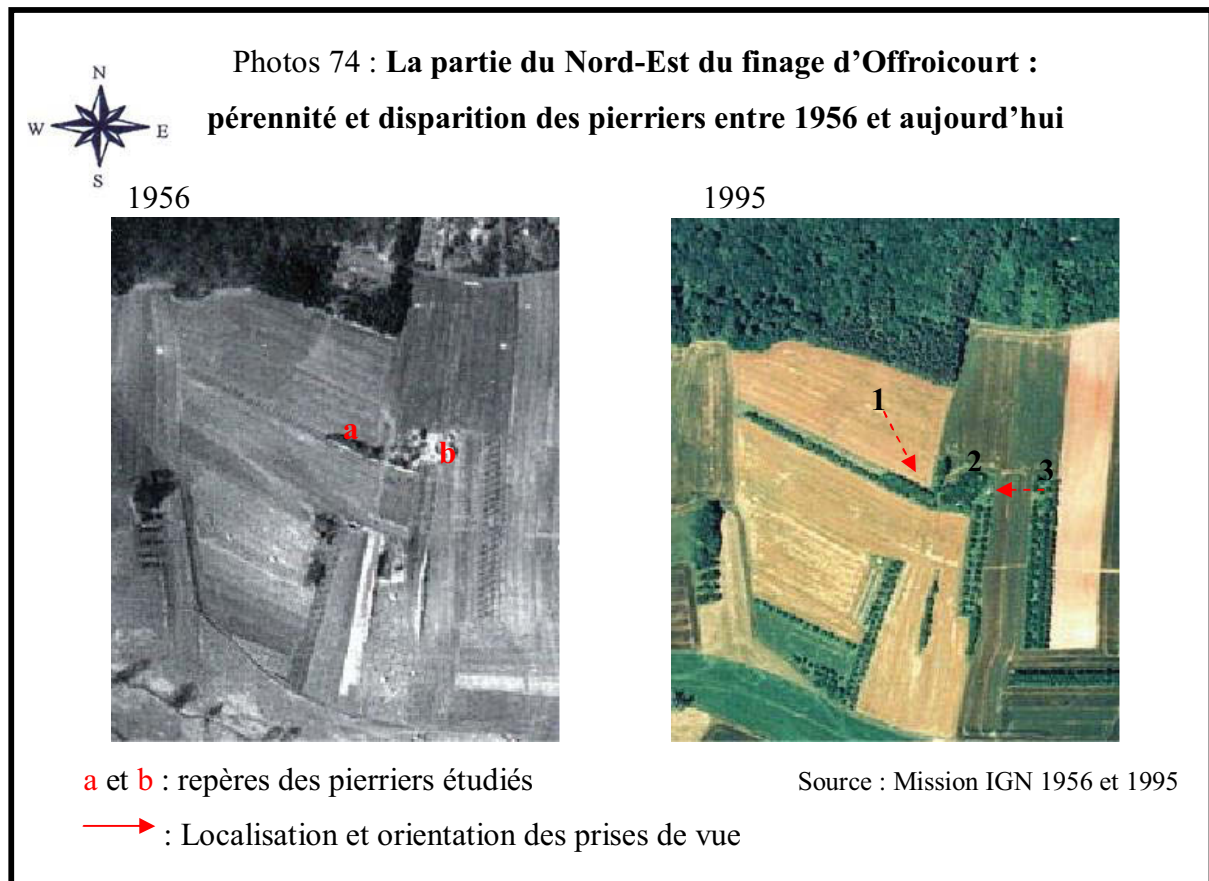 Photos 74 : La partie du Nord-Est du finage d'Offroicourt :
pérennité et disparition des pierriers entre 1956 et aujourd'hui
N
W E
S
1956
1995
a
b
1
2
3
a et b : repères des pierriers étudiés
Source : Mission IGN 1956 et 1995
: Localisation et orientation des prises de vue